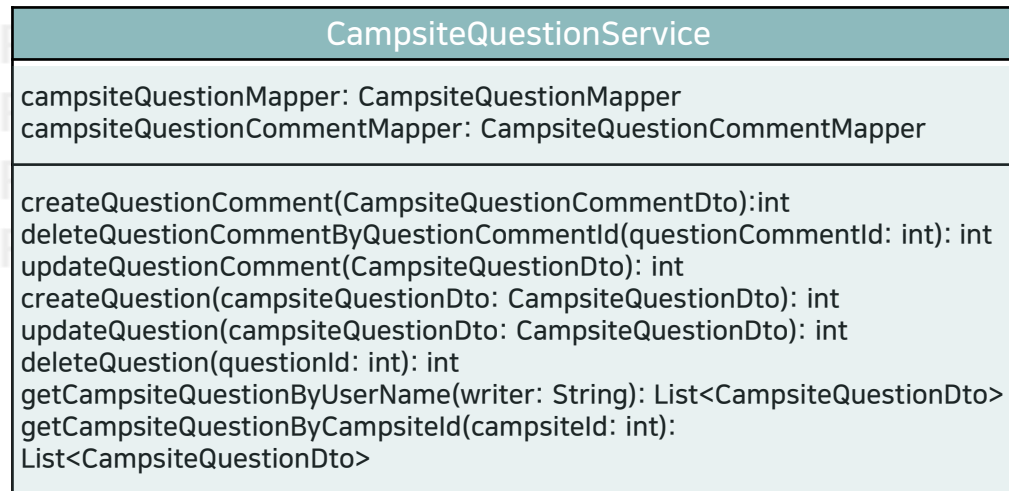 CampsiteQuestionService
campsiteQuestionMapper: CampsiteQuestionMapper
campsiteQuestionCommentMapper: CampsiteQuestionCommentMapper
createQuestionComment(CampsiteQuestionCommentDto):int
deleteQuestionCommentByQuestionCommentId(questionCommentId: int): int
updateQuestionComment(CampsiteQuestionDto): int
createQuestion(campsiteQuestionDto: CampsiteQuestionDto): int
updateQuestion(campsiteQuestionDto: CampsiteQuestionDto): int
deleteQuestion(questionId: int): int
getCampsiteQuestionByUserName(writer: String): List<CampsiteQuestionDto>
getCampsiteQuestionByCampsiteId(campsiteId: int):
List<CampsiteQuestionDto>